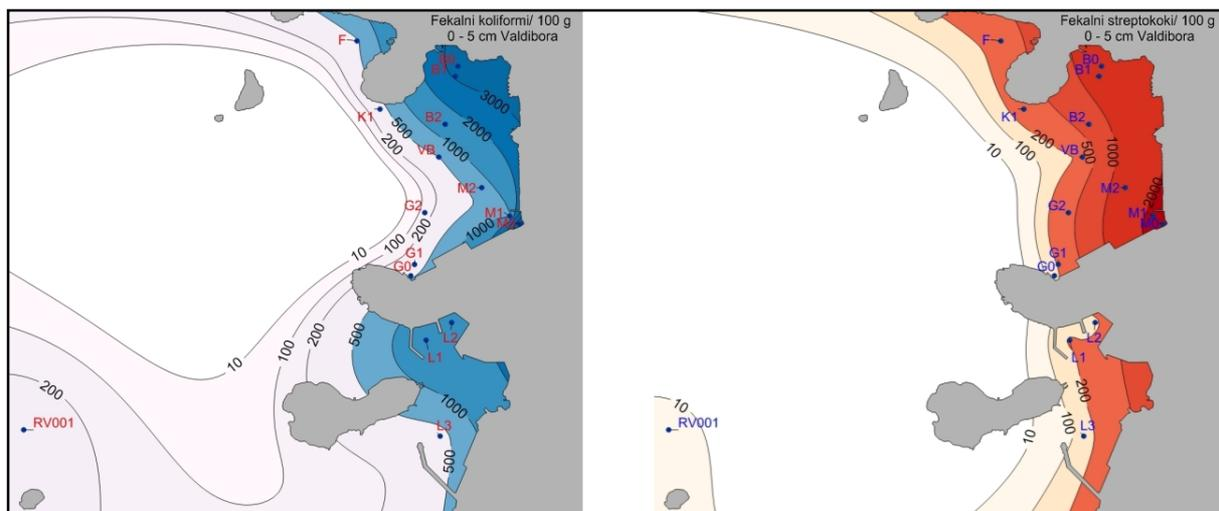 Fekalni koliformi/ 100 g
0 - 5 cm Valdibora
F
B0
B1
3000
K1
500
B2
2000
200
VB
1000
M2
G2
M1
1000
200
100
G1
10
G0
200
500
L2
100
L1
10
200
1000
RV001
L3
500
Fekalni streptokoki/ 100 g
0 - 5 cm Valdibora
F
B0
B1
K1
B2
200
100
VB
500
1000
10
M2
2000
G2
M1
M0
G1
G0
L2
L1
200
10
100
RV001
L3
10